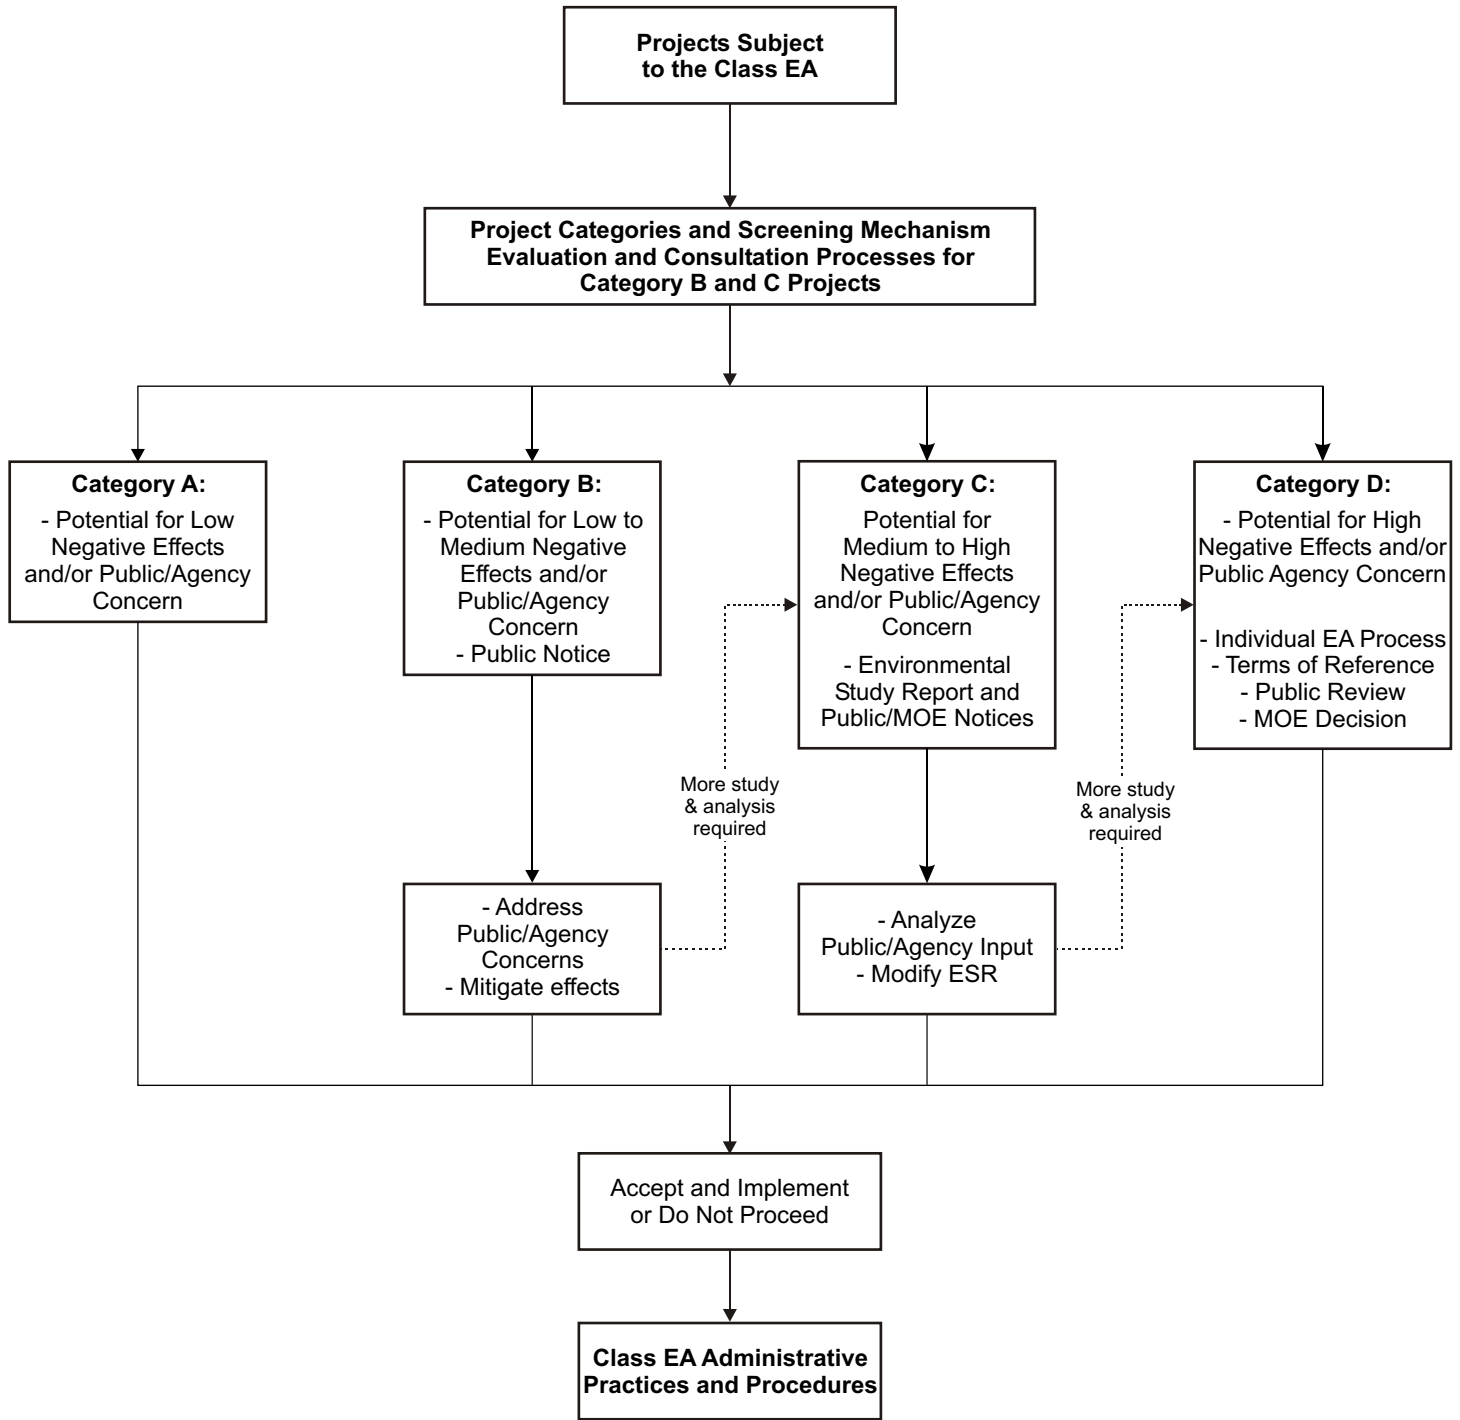 Projects Subject
to the Class EA
Project Categories and Screening Mechanism
Evaluation and Consultation Processes for
Category B and C Projects
Category A:
- Potential for Low
Negative Effects
and/or Public/Agency
Concern
Category B:
- Potential for Low to
Medium Negative
Effects and/or
Public/Agency
Concern
- Public Notice
Category C:
Potential for
Medium to High
Negative Effects
and/or Public/Agency
Concern
- Environmental
Study Report and
Public/MOE Notices
Category D:
- Potential for High
Negative Effects and/or
Public Agency Concern
- Individual EA Process
- Terms of Reference
- Public Review
- MOE Decision
More study
& analysis
required
More study
& analysis
required
- Address
Public/Agency
Concerns
- Mitigate effects
- Analyze
Public/Agency Input
- Modify ESR
Accept and Implement
or Do Not Proceed
Class EA Administrative
Practices and Procedures